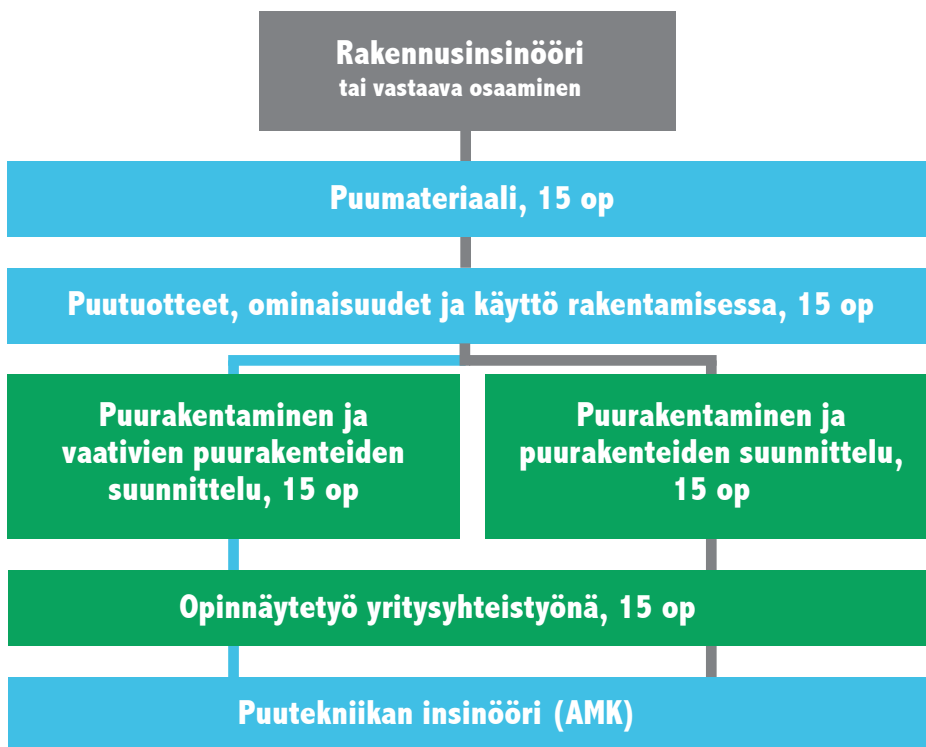 Rakennusinsinööri
tai vastaava osaaminen
Puumateriaali, 15 op
Puutuotteet, ominaisuudet ja käyttö rakentamisessa, 15 op
Puurakentaminen ja
vaativien puurakenteiden
suunnittelu, 15 op
Puurakentaminen ja
puurakenteiden suunnittelu,
15 op
Opinnäytetyö yritysyhteistyönä, 15 op
Puutekniikan insinööri (AMK)